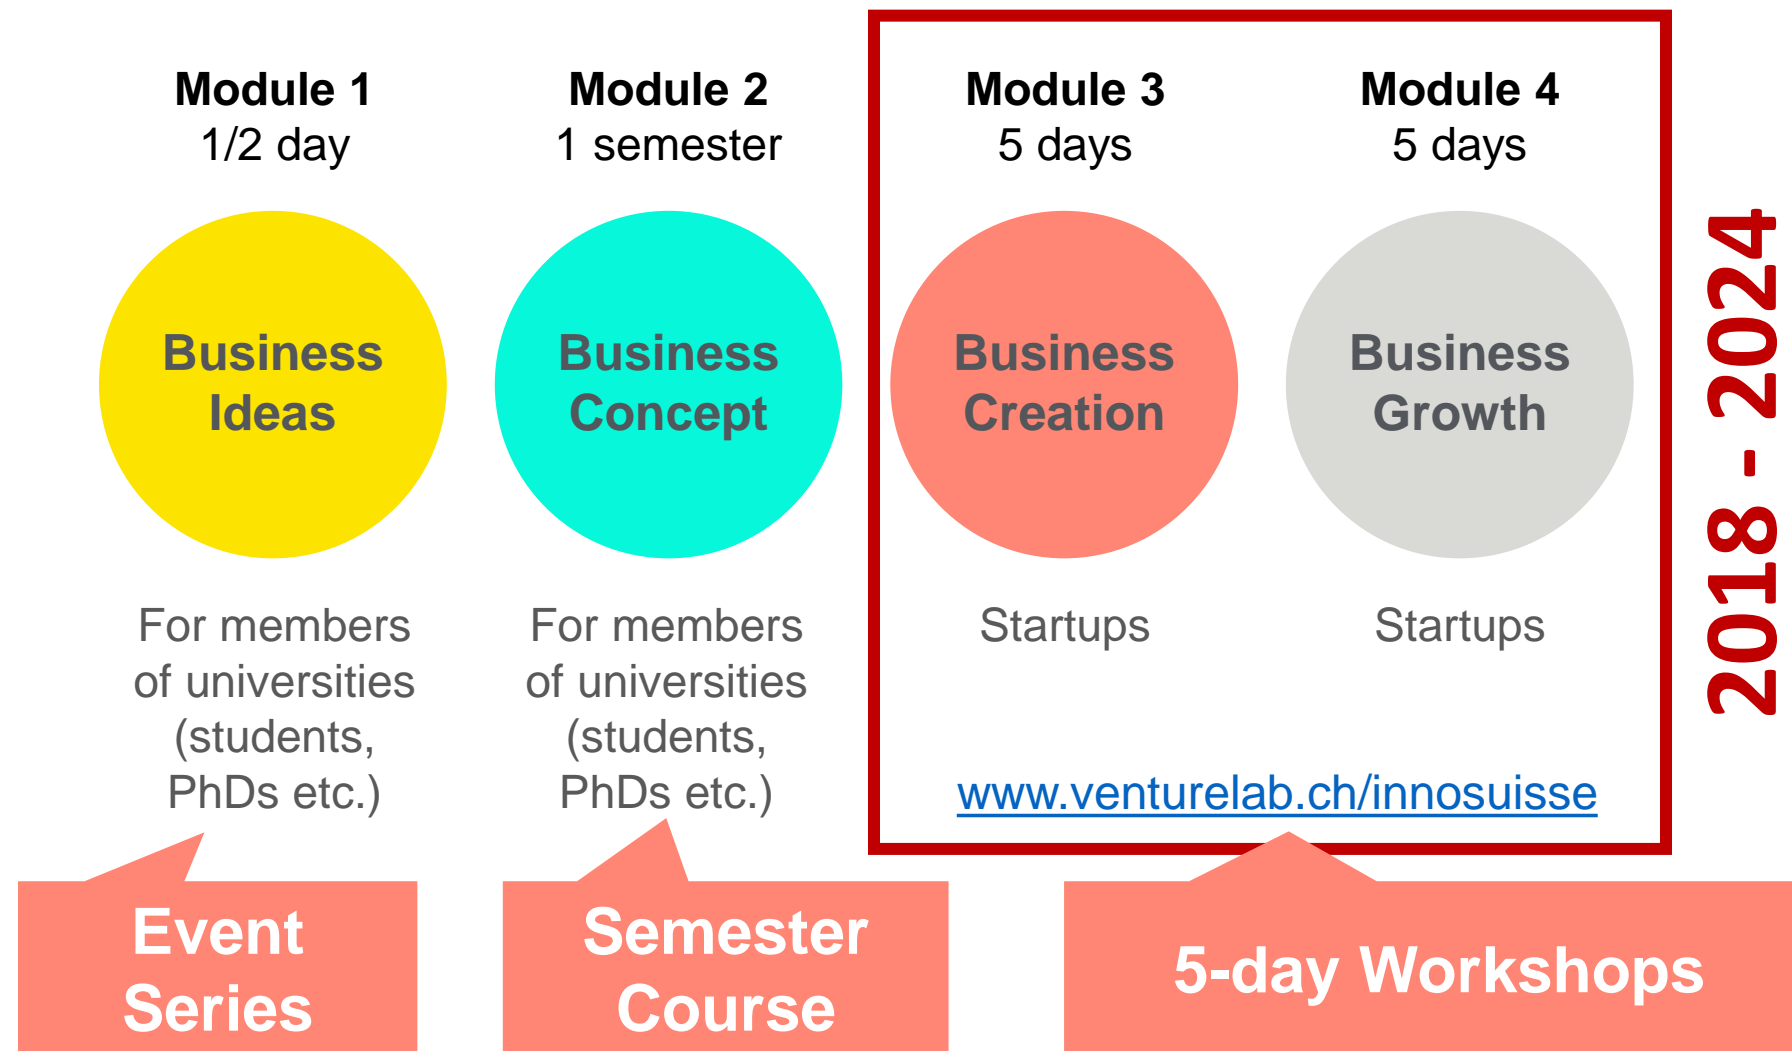 Module 1
1/2 day
Business
Ideas
For members
of universities
(students,
PhDs etc.)
Event
Series
Module 2
1 semester
Business
Concept
For members
of universities
(students,
PhDs etc.)
Semester
Course
Module 3
5 days
Business
Creation
Startups
Module 4
5 days
Business
Growth
Startups
www.venturelab.ch/innosuisse
5-day Workshops
2018 - 2024